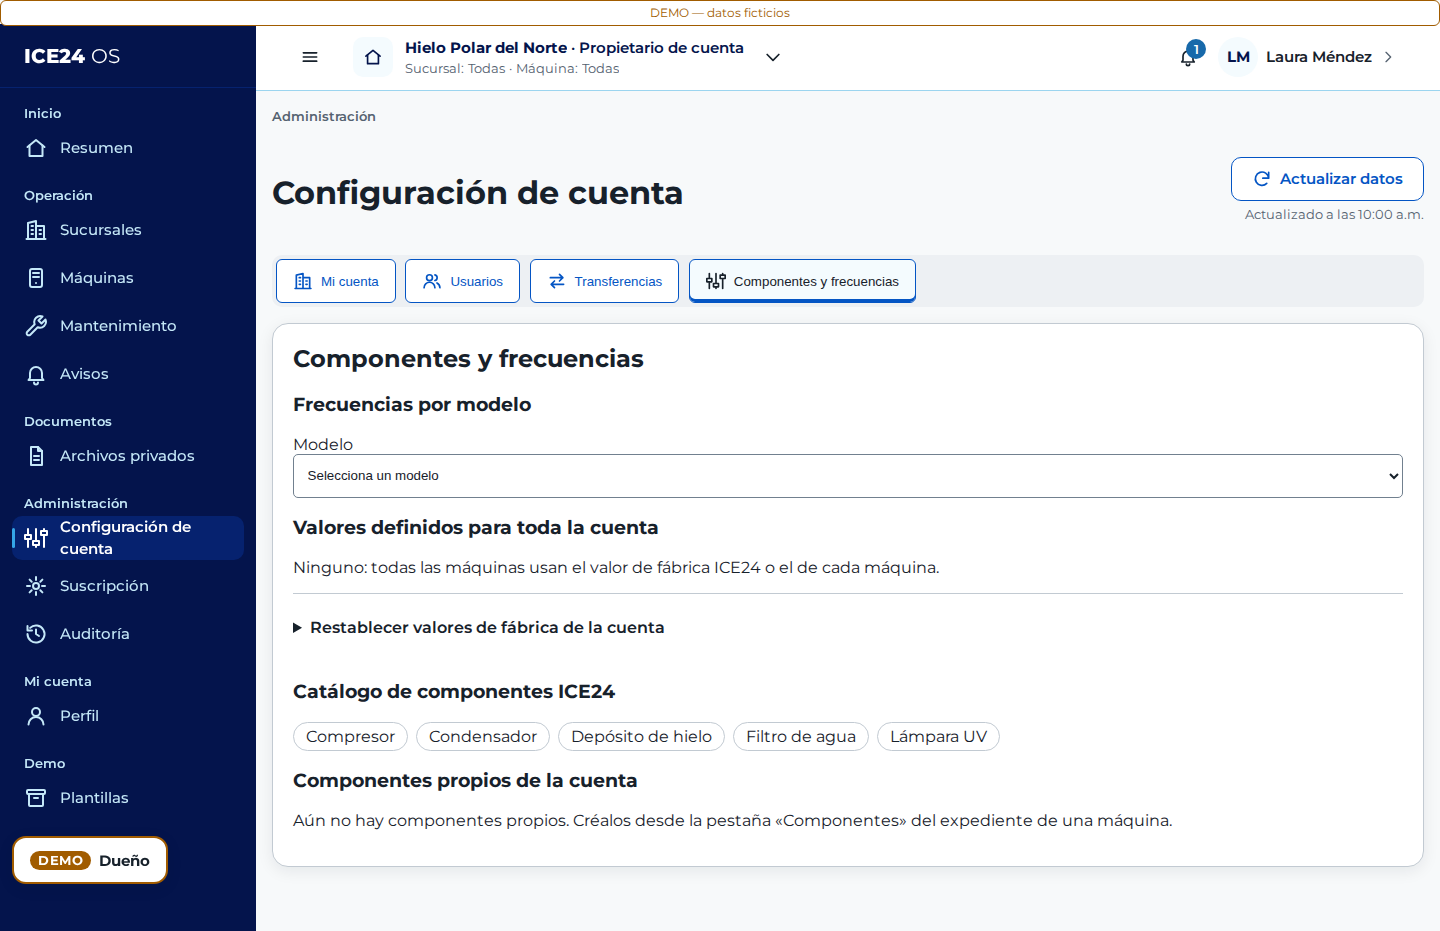 DEMO — datos ficticios
ICE24 OS
Inicio
Resumen
Operación
Sucursales
Máquinas
Mantenimiento
Avisos
Documentos
Archivos privados
Administración
Configuración de
cuenta
Suscripción
Auditoría
Mi cuenta
Perfil
Demo
Plantillas
DEMO Dueño
Hielo Polar del Norte · Propietario de cuenta
Sucursal: Todas · Máquina: Todas
1
LM Laura Méndez
Administración
Configuración de cuenta
Actualizar datos
Actualizado a las 10:00 a.m.
Mi cuenta Usuarios Transferencias Componentes y frecuencias
Componentes y frecuencias
Frecuencias por modelo
Modelo
Selecciona un modelo
Valores definidos para toda la cuenta
Ninguno: todas las máquinas usan el valor de fábrica ICE24 o el de cada máquina.
Restablecer valores de fábrica de la cuenta
Catálogo de componentes ICE24
Compresor Condensador Depósito de hielo Filtro de agua Lámpara UV
Componentes propios de la cuenta
Aún no hay componentes propios. Créalos desde la pestaña «Componentes» del expediente de una máquina.